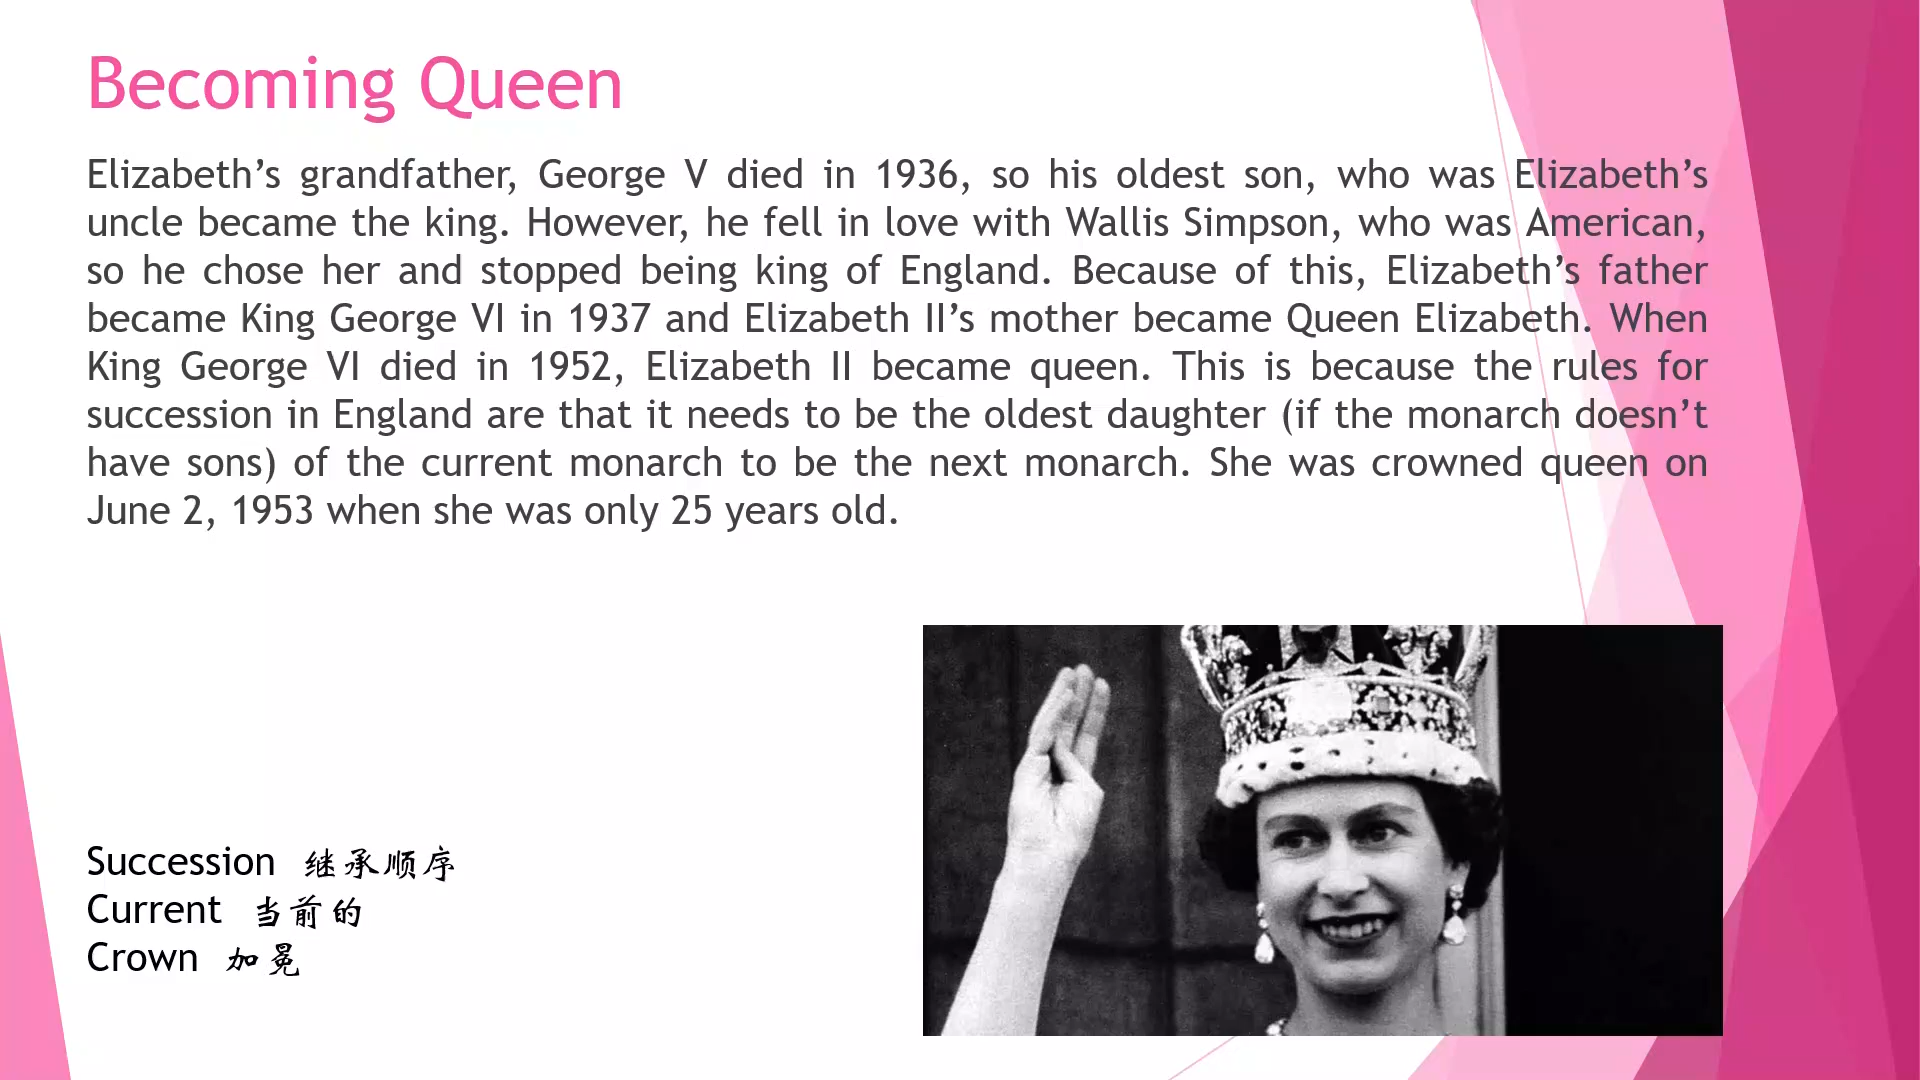 Becoming Queen
Elizabeth’s grandfather, George V died in 1936, so his oldest son, who was Elizabeth’s
uncle became the king. However, he fell in love with Wallis Simpson, who was American,
so he chose her and stopped being king of England. Because of this, Elizabeth’s father
became King George VI in 1937 and Elizabeth II’s mother became Queen Elizabeth. When
King George VI died in 1952, Elizabeth II became queen. This is because the rules for
succession in England are that it needs to be the oldest daughter (if the monarch doesn’t
have sons) of the current monarch to be the next monarch. She was crowned queen on
June 2, 1953 when she was only 25 years old.
Succession 继承顺序
Current 当前的
Crown 加冕